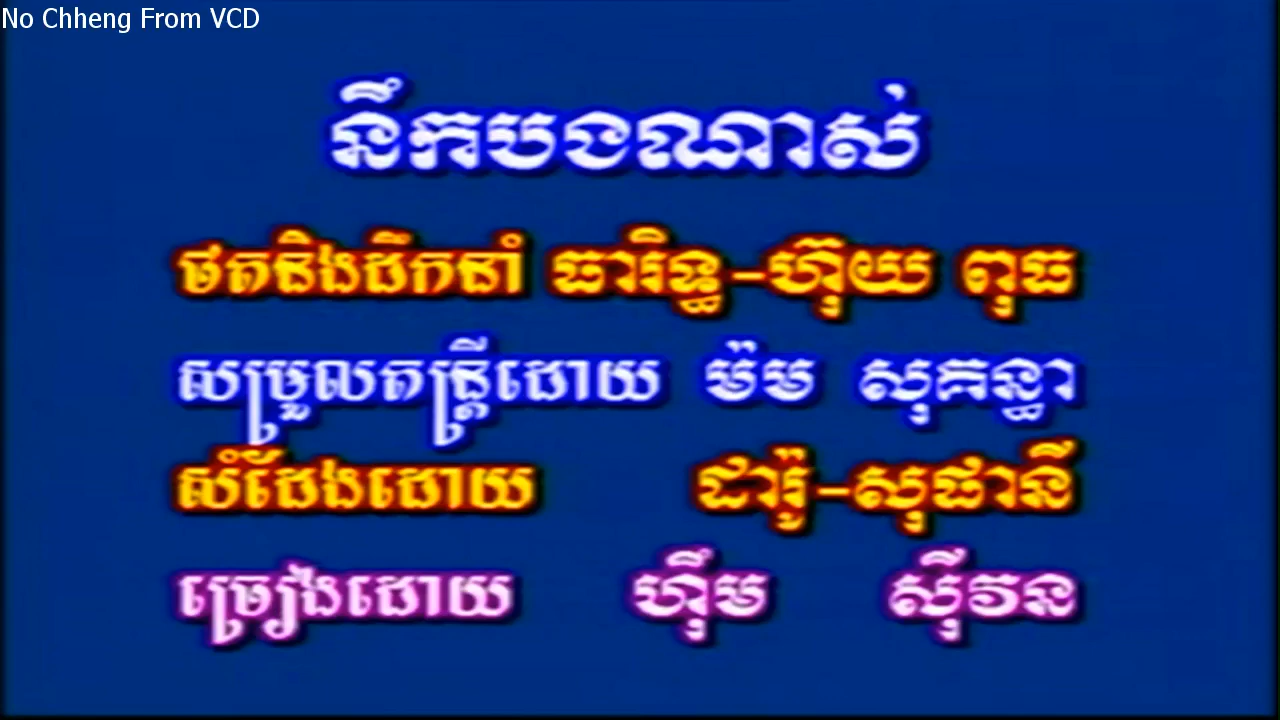 No Chheng From VCD
នឹកបងណាស់
ថតនិងដឹកនាំ ធារិទ្ធ-ហ៊ុយ ពុធ
សម្រួលតន្ត្រីដោយ ម៉ម សុគន្ធា
សំដែងដោយ ដារ៉ូ-សុផានី
ច្រៀងដោយ ហ៊ឹម ស៊ីវន